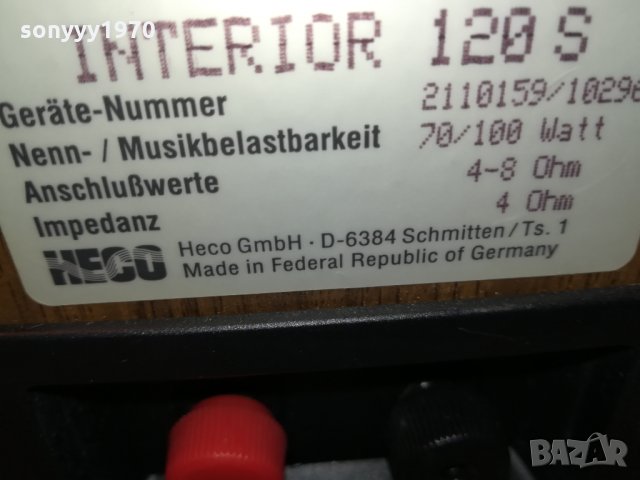 sonyyy1970
INTERIOR 120 S
Geräte-Nummer 2110159/10296
Nenn- / Musikbelastbarkeit 70/100 Watt
Anschlußwerte 4-8 Ohm
Impedanz 4 Ohm
HECO Heco GmbH · D-6384 Schmitten/Ts. 1
Made in Federal Republic of Germany
BAZAR